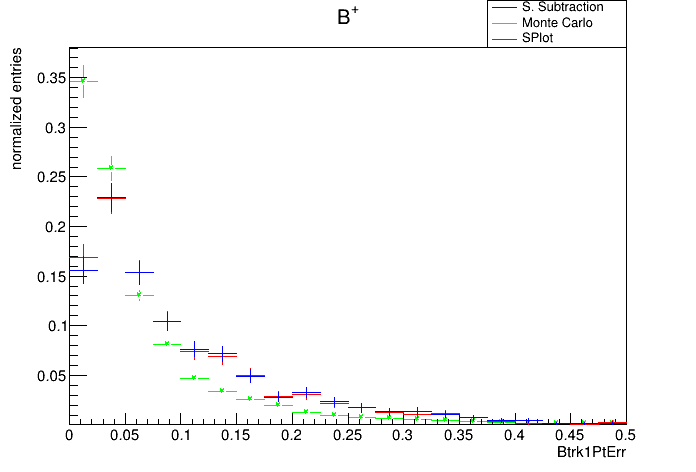 B+
S. Subtraction
Monte Carlo
SPlot
normalized entries
0.35
0.3
0.25
0.2
0.15
0.1
0.05
0 0.05 0.1 0.15 0.2 0.25 0.3 0.35 0.4 0.45 0.5
Btrk1PtErr